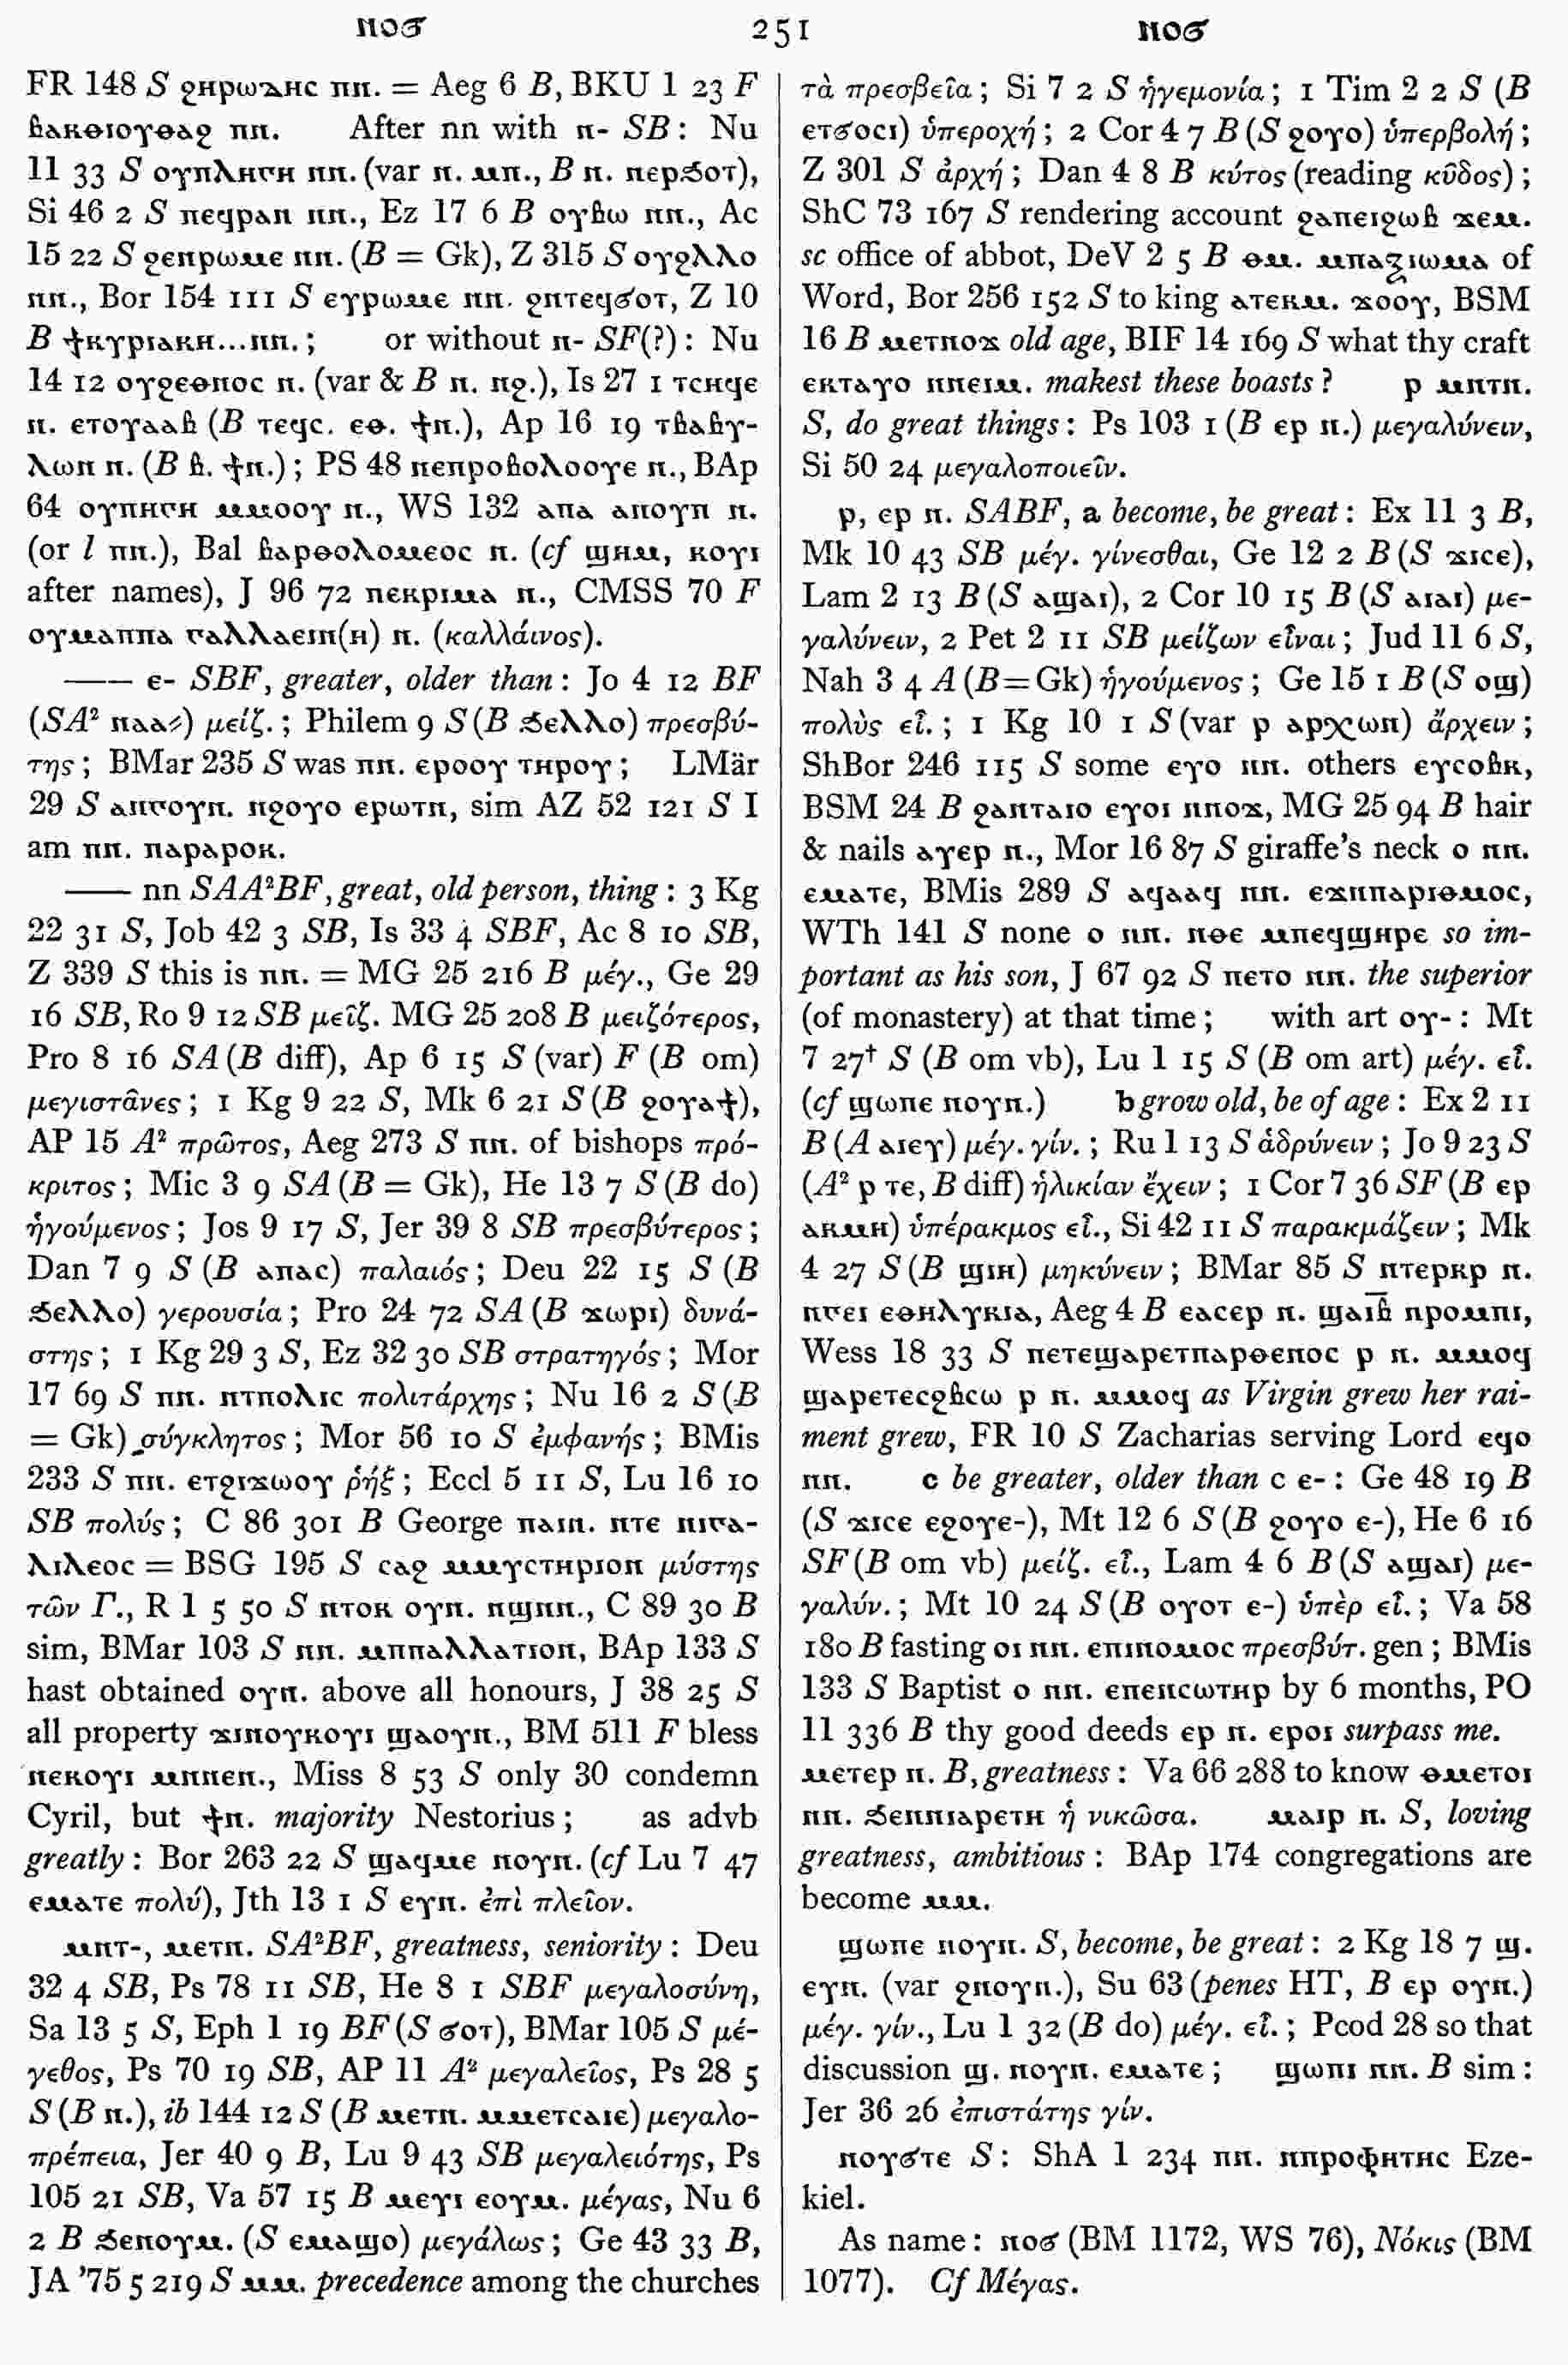 ⲛⲟϭ 251 ⲛⲟϭ
FR 148 S ϩⲏⲣⲱⲇⲏⲥ ⲛⲛ. = Aeg 6 B, BKU 1 23 F
ⲃⲁⲕⲑⲓⲟⲩⲑⲁϩ ⲛⲛ. After nn with ⲛ- SB: Nu
11 33 S ⲟⲩⲡⲗⲏⲅⲏ ⲛⲛ. (var ⲛ. ⲙⲡ., B ⲛ. ⲛⲉⲣϧⲟⲧ),
Si 46 2 S ⲡⲉϥⲣⲁⲛ ⲛⲛ., Ez 17 6 B ⲟⲩⲃⲱ ⲛⲛ., Ac
15 22 S ϩⲉⲛⲣⲱⲙⲉ ⲛⲛ. (B = Gk), Z 315 S ⲟⲩϩⲗⲗⲟ
ⲛⲛ., Bor 154 111 S ⲉⲩⲣⲱⲙⲉ ⲛⲛ. ϩⲛⲧⲉϥϭⲟⲧ, Z 10
B ϯⲕⲩⲣⲓⲁⲕⲏ...ⲛⲛ.; or without ⲛ- SF(?): Nu
14 12 ⲟⲩϩⲉⲑⲛⲟⲥ ⲛ. (var & B ⲛ. ⲛϩ.), Is 27 1 ⲧⲥⲏϥⲉ
ⲛ. ⲉⲧⲟⲩⲁⲁⲃ (B ⲧⲉϥⲥ. ⲉⲑ. ϯⲛ.), Ap 16 19 ⲧⲃⲁⲃⲩ-
ⲗⲱⲛ ⲛ. (B ⲃ. ϯⲛ.); PS 48 ⲛⲉⲡⲣⲟⲃⲟⲗⲟⲟⲩⲉ ⲛ., BAp
64 ⲟⲩⲡⲏⲅⲏ ⲙⲙⲟⲟⲩ ⲛ., WS 132 ⲁⲡⲁ ⲁⲛⲟⲩⲡ ⲛ.
(or l ⲛⲛ.), Bal ⲃⲁⲣⲑⲟⲗⲟⲙⲉⲟⲥ ⲛ. (cf ϣⲏⲙ, ⲕⲟⲩⲓ
after names), J 96 72 ⲡⲉⲕⲣⲓⲙⲁ ⲛ., CMSS 70 F
ⲟⲩⲙⲁⲡⲡⲁ ⲅⲁⲗⲗⲁⲉⲓⲛ(ⲏ) ⲛ. (καλλάινος).
—— ⲉ- SBF, greater, older than: Jo 4 12 BF
(SA² ⲛⲁⲁ⸗) μείζ.; Philem 9 S (B ϧⲉⲗⲗⲟ) πρεσβύ-
της; BMar 235 S was ⲛⲛ. ⲉⲣⲟⲟⲩ ⲧⲏⲣⲟⲩ; LMär
29 S ⲁⲛⲅⲟⲩⲛ. ⲛϩⲟⲩⲟ ⲉⲣⲱⲧⲛ, sim AZ 52 121 S I
am ⲛⲛ. ⲡⲁⲣⲁⲣⲟⲕ.
—— nn SAA²BF, great, old person, thing: 3 Kg
22 31 S, Job 42 3 SB, Is 33 4 SBF, Ac 8 10 SB,
Z 339 S this is ⲛⲛ. = MG 25 216 B μέγ., Ge 29
16 SB, Ro 9 12 SB μεῖζ. MG 25 208 B μειζότερος,
Pro 8 16 SA (B diff), Ap 6 15 S (var) F (B om)
μεγιστᾶνες; 1 Kg 9 22 S, Mk 6 21 S (B ϩⲟⲩⲁϯ),
AP 15 A² πρῶτος, Aeg 273 S ⲛⲛ. of bishops πρό-
κριτος; Mic 3 9 SA (B = Gk), He 13 7 S (B do)
ἡγούμενος; Jos 9 17 S, Jer 39 8 SB πρεσβύτερος;
Dan 7 9 S (B ⲁⲡⲁⲥ) παλαιός; Deu 22 15 S (B
ϧⲉⲗⲗⲟ) γερουσία; Pro 24 72 SA (B ϫⲱⲣⲓ) δυνά-
στης; 1 Kg 29 3 S, Ez 32 30 SB στρατηγός; Mor
17 69 S ⲛⲛ. ⲛⲧⲡⲟⲗⲓⲥ πολιτάρχης; Nu 16 2 S (B
= Gk) σύγκλητος; Mor 56 10 S ἐμφανής; BMis
233 S ⲛⲛ. ⲉⲧϩⲓϫⲱⲟⲩ ῥήξ; Eccl 5 11 S, Lu 16 10
SB πολύς; C 86 301 B George ⲡⲁⲓⲛ. ⲛⲧⲉ ⲛⲓⲅⲁ-
ⲗⲓⲗⲉⲟⲥ = BSG 195 S ⲥⲁϩ ⲙⲙⲩⲥⲧⲏⲣⲓⲟⲛ μύστης
τῶν Γ., R 1 5 50 S ⲛⲧⲟⲕ ⲟⲩⲛ. ⲛϣⲛⲛ., C 89 30 B
sim, BMar 103 S ⲛⲛ. ⲙⲡⲡⲁⲗⲗⲁⲧⲓⲟⲛ, BAp 133 S
hast obtained ⲟⲩⲛ. above all honours, J 38 25 S
all property ϫⲓⲛⲟⲩⲕⲟⲩⲓ ϣⲁⲟⲩⲛ., BM 511 F bless
ⲛⲉⲕⲟⲩⲓ ⲙⲛⲛⲉⲛ., Miss 8 53 S only 30 condemn
Cyril, but ϯⲛ. majority Nestorius; as advb
greatly: Bor 263 22 S ϣⲁϥⲙⲉ ⲛⲟⲩⲛ. (cf Lu 7 47
ⲉⲙⲁⲧⲉ πολύ), Jth 13 1 S ⲉⲩⲛ. ἐπὶ πλεῖον.
ⲙⲛⲧ-, ⲙⲉⲧⲛ. SA²BF, greatness, seniority: Deu
32 4 SB, Ps 78 11 SB, He 8 1 SBF μεγαλοσύνη,
Sa 13 5 S, Eph 1 19 BF (S ϭⲟⲧ), BMar 105 S μέ-
γεθος, Ps 70 19 SB, AP 11 A² μεγαλεῖος, Ps 28 5
S (B ⲛ.), ib 144 12 S (B ⲙⲉⲧⲛ. ⲙⲙⲉⲧⲥⲁⲓⲉ) μεγαλο-
πρέπεια, Jer 40 9 B, Lu 9 43 SB μεγαλειότης, Ps
105 21 SB, Va 57 15 B ⲙⲉⲩⲓ ⲉⲟⲩⲙ. μέγας, Nu 6
2 B ϧⲉⲛⲟⲩⲙ. (S ⲉⲙⲁϣⲟ) μεγάλως; Ge 43 33 B,
JA ’75 5 219 S ⲙⲙ. precedence among the churches
τὰ πρεσβεῖα; Si 7 2 S ἡγεμονία; 1 Tim 2 2 S (B
ⲉⲧϭⲟⲥⲓ) ὑπεροχή; 2 Cor 4 7 B (S ϩⲟⲩⲟ) ὑπερβολή;
Z 301 S ἀρχή; Dan 4 8 B κύτος (reading κῦδος);
ShC 73 167 S rendering account ϩⲁⲡⲉⲓϩⲱⲃ ϫⲉⲙ.
sc office of abbot, DeV 2 5 B ⲑⲙ. ⲙⲡⲁⲝⲓⲱⲙⲁ of
Word, Bor 256 152 S to king ⲁⲧⲉⲕⲙ. ϫⲟⲟⲩ, BSM
16 B ⲙⲉⲧⲛⲟϫ old age, BIF 14 169 S what thy craft
ⲉⲕⲧⲁⲩⲟ ⲛⲛⲉⲓⲙ. makest these boasts? ⲣ ⲙⲛⲧⲛ.
S, do great things: Ps 103 1 (B ⲉⲣ ⲛ.) μεγαλύνειν,
Si 50 24 μεγαλοποιεῖν.
ⲣ, ⲉⲣ ⲛ. SABF, a become, be great: Ex 11 3 B,
Mk 10 43 SB μέγ. γίνεσθαι, Ge 12 2 B (S ϫⲓⲥⲉ),
Lam 2 13 B (S ⲁϣⲁⲓ), 2 Cor 10 15 B (S ⲁⲓⲁⲓ) με-
γαλύνειν, 2 Pet 2 11 SB μείζων εἶναι; Jud 11 6 S,
Nah 3 4 A (B = Gk) ἡγούμενος; Ge 15 1 B (S ⲟϣ)
πολὺς εἶ.; 1 Kg 10 1 S (var ⲣ ⲁⲣⲭⲱⲛ) ἄρχειν;
ShBor 246 115 S some ⲉⲩⲟ ⲛⲛ. others ⲉⲩⲥⲟⲃⲕ,
BSM 24 B ϩⲁⲛⲧⲁⲓⲟ ⲉⲩⲟⲓ ⲛⲛⲟϫ, MG 25 94 B hair
& nails ⲁⲩⲉⲣ ⲛ., Mor 16 87 S giraffe’s neck ⲟ ⲛⲛ.
ⲉⲙⲁⲧⲉ, BMis 289 S ⲁϥⲁⲁϥ ⲛⲛ. ⲉϫⲛⲛⲁⲣⲓⲑⲙⲟⲥ,
WTh 141 S none ⲟ ⲛⲛ. ⲛⲑⲉ ⲙⲡⲉϥϣⲏⲣⲉ so im-
portant as his son, J 67 92 S ⲡⲉⲧⲟ ⲛⲛ. the superior
(of monastery) at that time; with art ⲟⲩ-: Mt
7 27† S (B om vb), Lu 1 15 S (B om art) μέγ. εἶ.
(cf ϣⲱⲡⲉ ⲛⲟⲩⲛ.) b grow old, be of age: Ex 2 11
B (A ⲁⲓⲉⲩ) μέγ. γίν.; Ru 1 13 S ἁδρύνειν; Jo 9 23 S
(A² ⲣ ⲧⲉ, B diff) ἡλικίαν ἔχειν; 1 Cor 7 36 SF (B ⲉⲣ
ⲁⲕⲙⲏ) ὑπέρακμος εἶ., Si 42 11 S παρακμάζειν; Mk
4 27 S (B ϣⲓⲏ) μηκύνειν; BMar 85 S ⲛⲧⲉⲣⲕⲣ ⲛ.
ⲛⲅⲉⲓ ⲉⲑⲏⲗⲩⲕⲓⲁ, Aeg 4 B ⲉⲁⲥⲉⲣ ⲛ. ϣⲁⲓ̅ⲃ̅ ⲛⲣⲟⲙⲡⲓ,
Wess 18 33 S ⲡⲉⲧⲉϣⲁⲣⲉⲧⲡⲁⲣⲑⲉⲛⲟⲥ ⲣ ⲛ. ⲙⲙⲟϥ
ϣⲁⲣⲉⲧⲉⲥϩⲃⲥⲱ ⲣ ⲛ. ⲙⲙⲟϥ as Virgin grew her rai-
ment grew, FR 10 S Zacharias serving Lord ⲉϥⲟ
ⲛⲛ. c be greater, older than c ⲉ-: Ge 48 19 B
(S ϫⲓⲥⲉ ⲉϩⲟⲩⲉ-), Mt 12 6 S (B ϩⲟⲩⲟ ⲉ-), He 6 16
SF (B om vb) μείζ. εἶ., Lam 4 6 B (S ⲁϣⲁⲓ) με-
γαλύν.; Mt 10 24 S (B ⲟⲩⲟⲧ ⲉ-) ὑπὲρ εἶ.; Va 58
180 B fasting ⲟⲓ ⲛⲛ. ⲉⲡⲓⲛⲟⲙⲟⲥ πρεσβύτ. gen; BMis
133 S Baptist ⲟ ⲛⲛ. ⲉⲡⲉⲛⲥⲱⲧⲏⲣ by 6 months, PO
11 336 B thy good deeds ⲉⲣ ⲛ. ⲉⲣⲟⲓ surpass me.
ⲙⲉⲧⲉⲣ ⲛ. B, greatness: Va 66 288 to know ⲑⲙⲉⲧⲟⲓ
ⲛⲛ. ϧⲉⲛⲛⲓⲁⲣⲉⲧⲏ ἡ νικῶσα. ⲙⲁⲓⲣ ⲛ. S, loving
greatness, ambitious: BAp 174 congregations are
become ⲙⲙ.
ϣⲱⲡⲉ ⲛⲟⲩⲛ. S, become, be great: 2 Kg 18 7 ϣ.
ⲉⲩⲛ. (var ϩⲛⲟⲩⲛ.), Su 63 (penes HT, B ⲉⲣ ⲟⲩⲛ.)
μέγ. γίν., Lu 1 32 (B do) μέγ. εἶ.; Pcod 28 so that
discussion ϣ. ⲛⲟⲩⲛ. ⲉⲙⲁⲧⲉ; ϣⲱⲡⲓ ⲛⲛ. B sim:
Jer 36 26 ἐπιστάτης γίν.
ⲛⲟⲩϭⲧⲉ S: ShA 1 234 ⲛⲛ. ⲛⲡⲣⲟⲫⲏⲧⲏⲥ Eze-
kiel.
As name: ⲛⲟϭ (BM 1172, WS 76), Νόκις (BM
1077). Cf Μέγας.